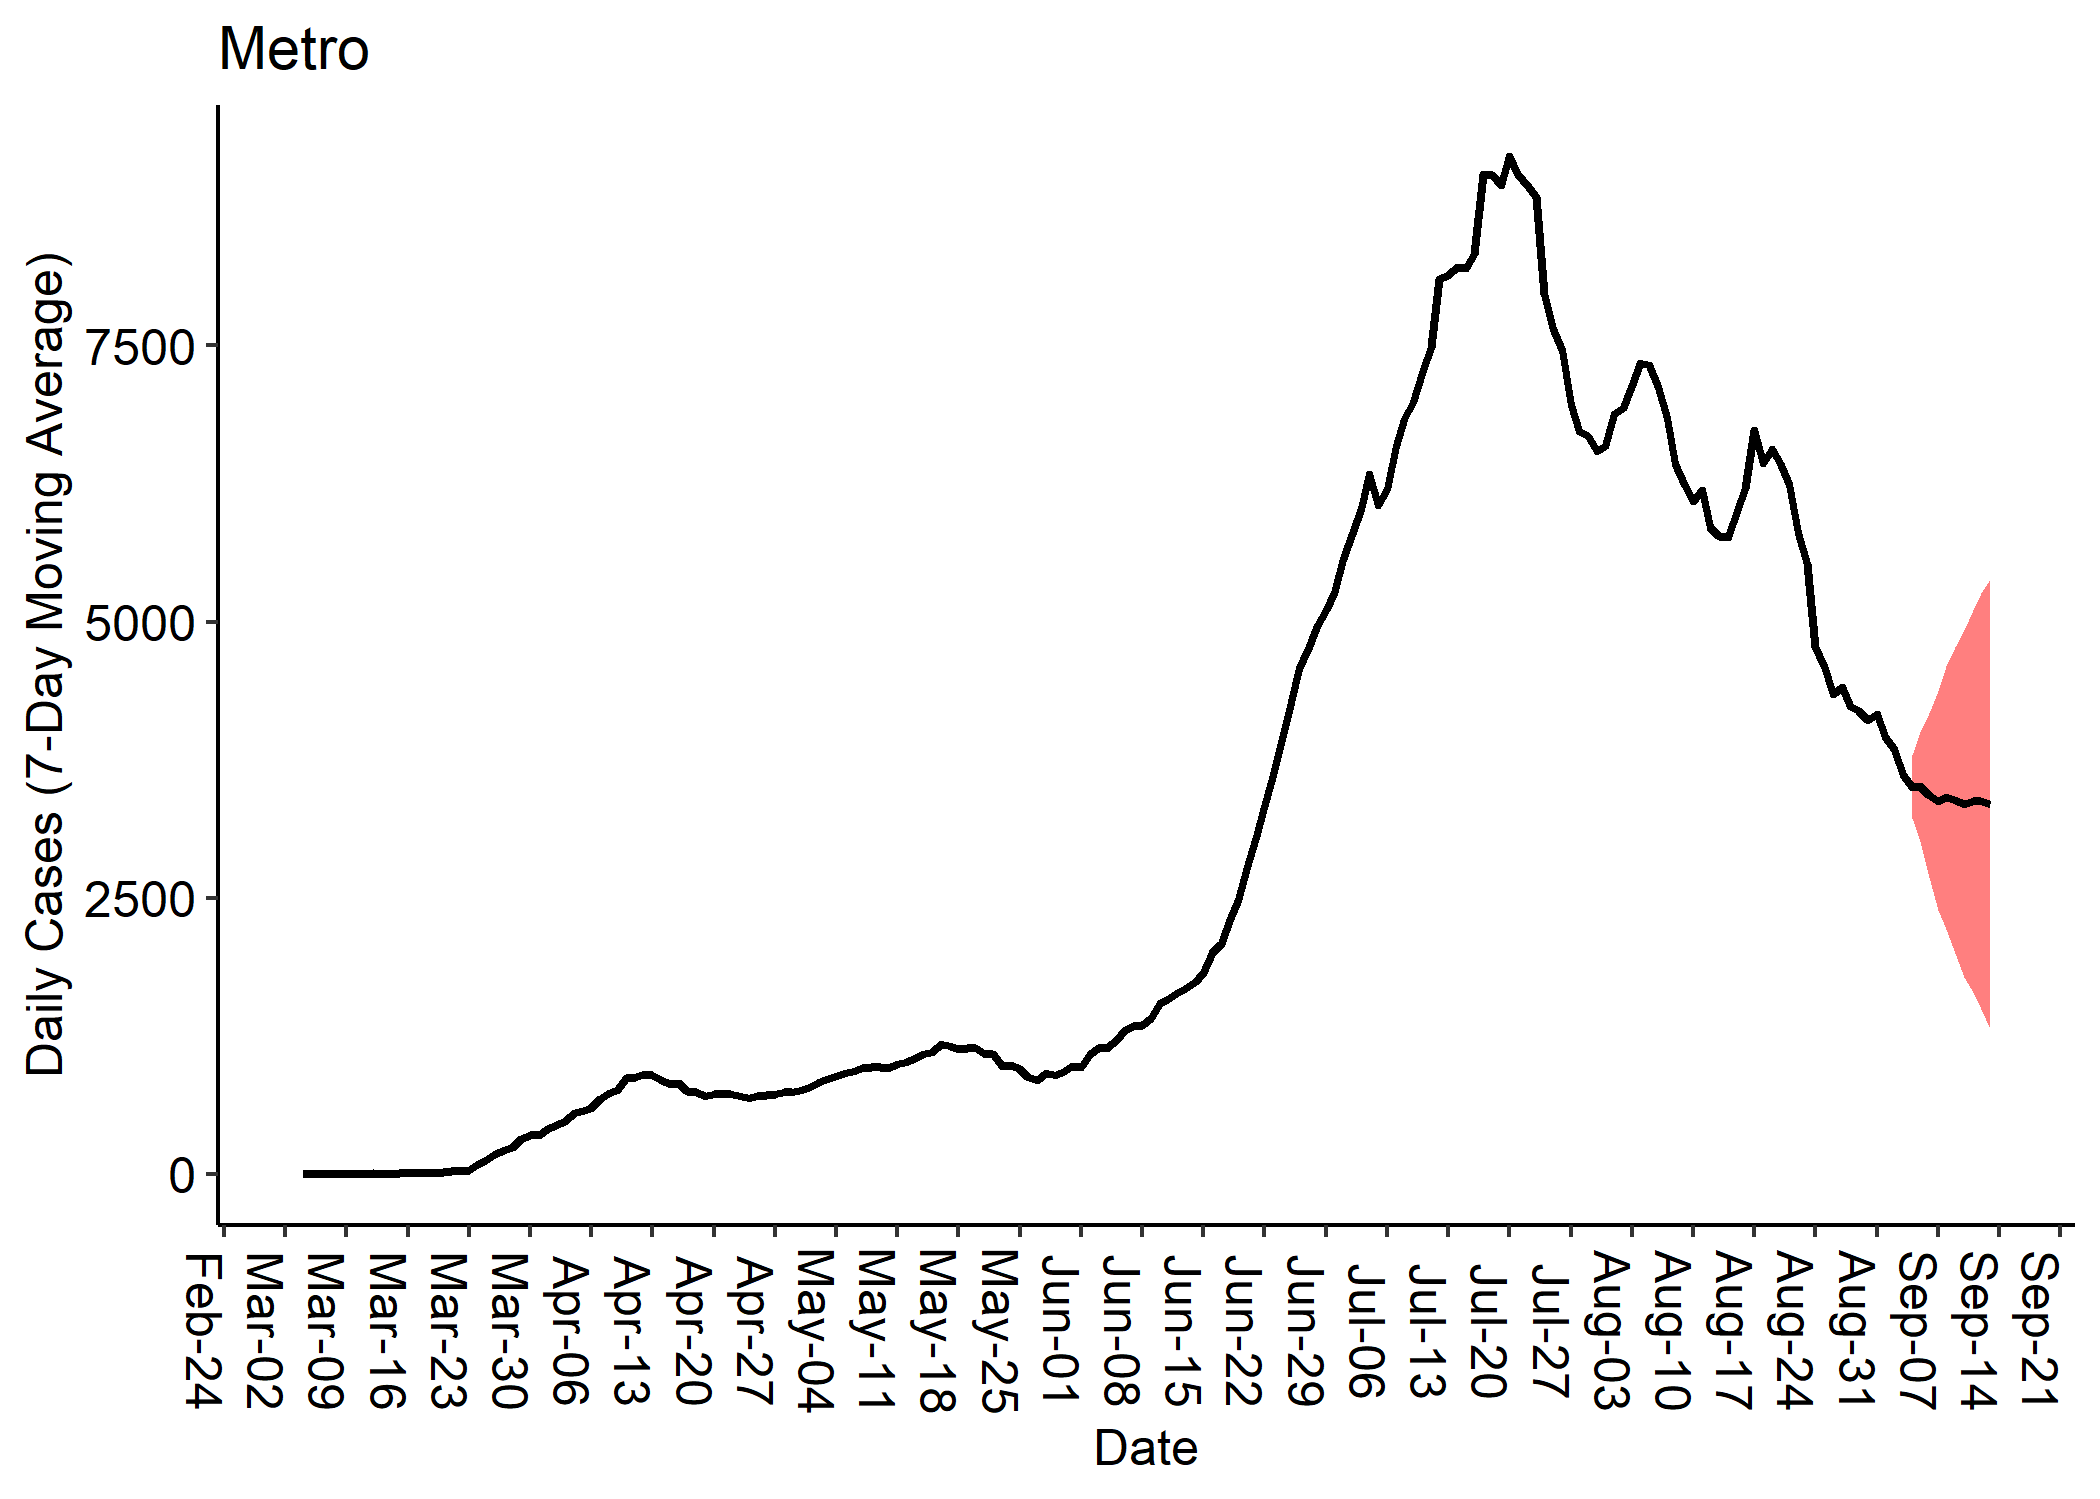 Metro
Daily Cases (7-Day Moving Average)
7500
5000
2500
0
Feb-24
Mar-02
Mar-09
Mar-16
Mar-23
Mar-30
Apr-06
Apr-13
Apr-20
Apr-27
May-04
May-11
May-18
May-25
Jun-01
Jun-08
Jun-15
Jun-22
Jun-29
Jul-06
Jul-13
Jul-20
Jul-27
Aug-03
Aug-10
Aug-17
Aug-24
Aug-31
Sep-07
Sep-14
Sep-21
Date